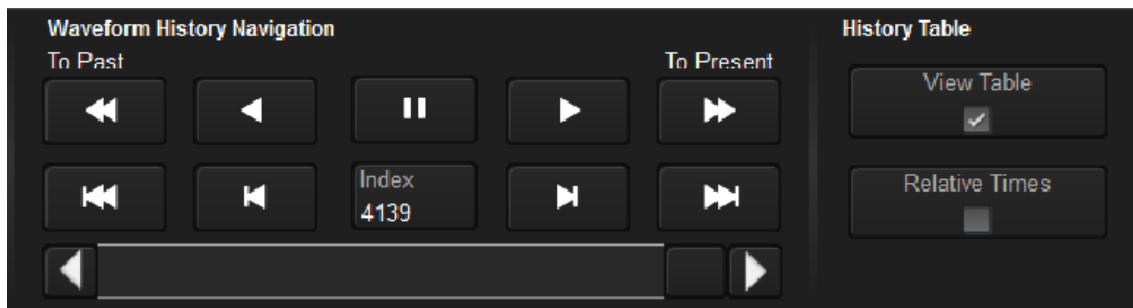 Waveform History Navigation
To Past
To Present
Index
4139
History Table
View Table
Relative Times